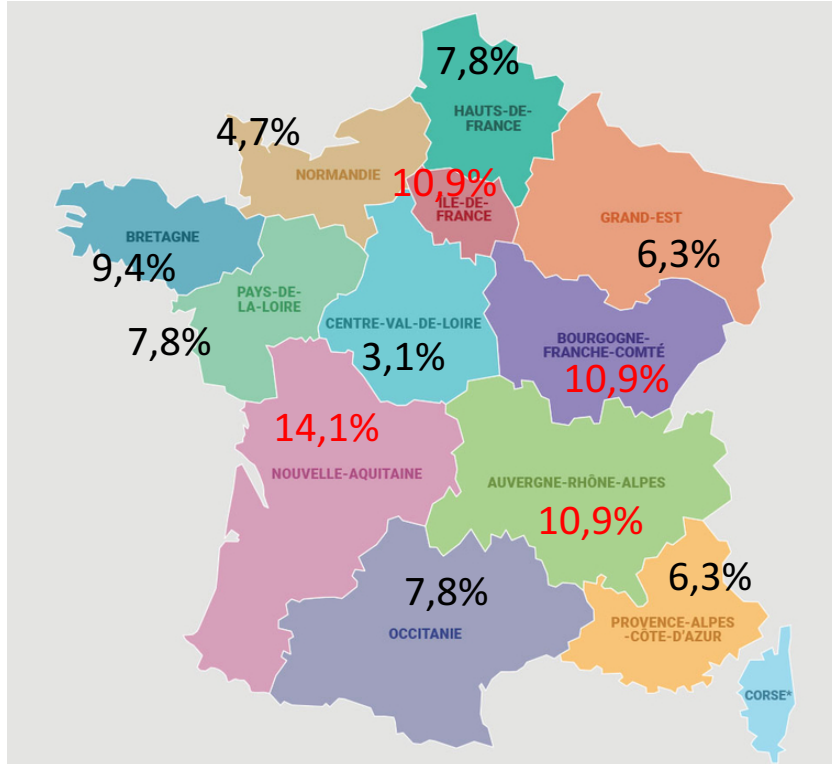 7,8%
HAUTS-DE-
FRANCE
4,7%
NORMANDIE
10,9%
ILE-DE-
FRANCE
GRAND-EST
6,3%
BRETAGNE
9,4%
PAYS-DE-
LA-LOIRE
7,8%
CENTRE-VAL-DE-LOIRE
3,1%
BOURGOGNE-
FRANCHE-COMTÉ
10,9%
14,1%
NOUVELLE-AQUITAINE
AUVERGNE-RHÔNE-ALPES
10,9%
7,8%
OCCITANIE
6,3%
PROVENCE-ALPES
-CÔTE-D'AZUR
CORSE*